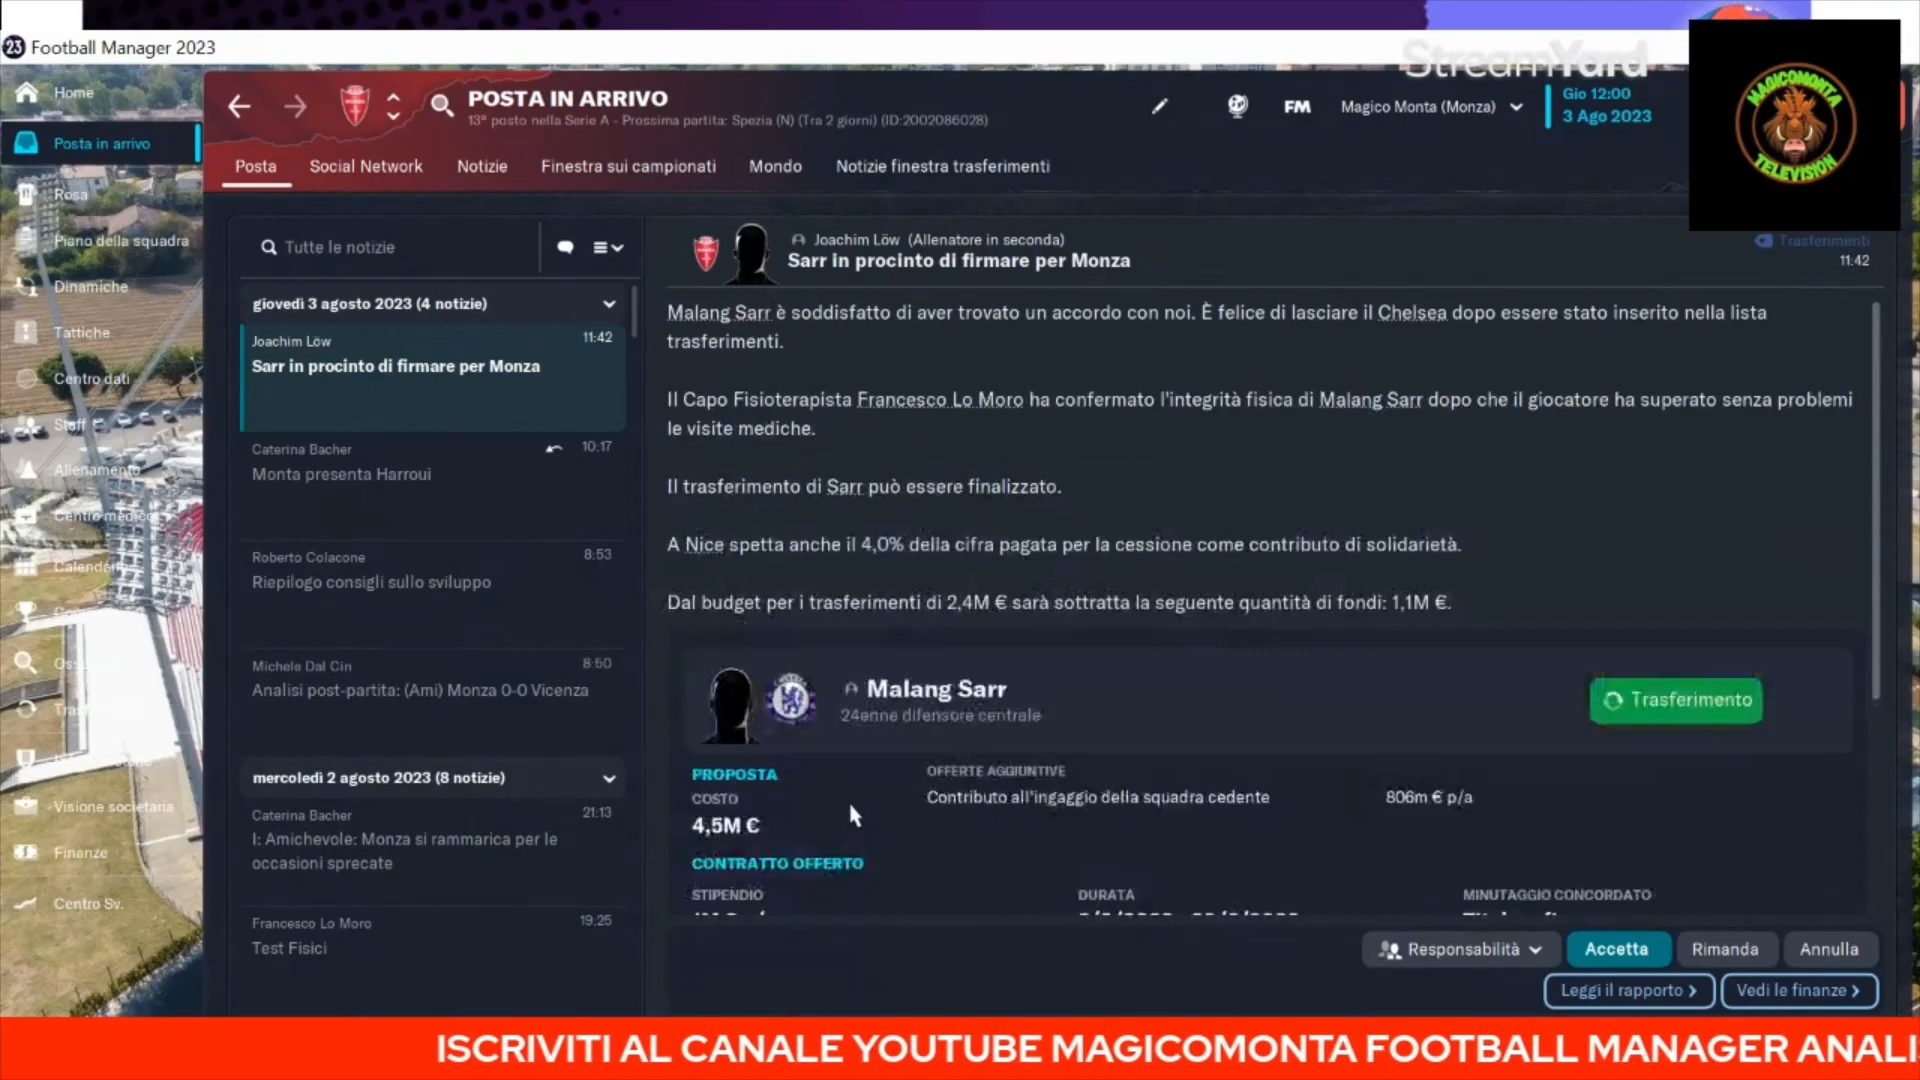 23 Football Manager 2023
StreamYard
MAGICOMONTA
TELEVISION
Home
Posta in arrivo
Rosa
Piano della squadra
Dinamiche
Tattiche
Centro dati
Staff
Allenamento
Centro medico
Calendario
Visione societaria
Finanze
Centro Sv.
POSTA IN ARRIVO
13° posto nella Serie A - Prossima partita: Spezia (N) (Tra 2 giorni) (ID:2002086028)
FM
Magico Monta (Monza)
Gio 12:00
3 Ago 2023
Posta Social Network Notizie Finestra sui campionati Mondo Notizie finestra trasferimenti
Tutte le notizie
giovedì 3 agosto 2023 (4 notizie)
Joachim Löw 11:42
Sarr in procinto di firmare per Monza
Caterina Bacher 10:17
Monta presenta Harroui
Roberto Colacone 8:53
Riepilogo consigli sullo sviluppo
Michele Dal Cin 8:50
Analisi post-partita: (Ami) Monza 0-0 Vicenza
mercoledì 2 agosto 2023 (8 notizie)
Caterina Bacher 21:13
I: Amichevole: Monza si rammarica per le
occasioni sprecate
Francesco Lo Moro 19:25
Test Fisici
Joachim Löw (Allenatore in seconda)
Sarr in procinto di firmare per Monza
Trasferimenti
11:42
Malang Sarr è soddisfatto di aver trovato un accordo con noi. È felice di lasciare il Chelsea dopo essere stato inserito nella lista
trasferimenti.
Il Capo Fisioterapista Francesco Lo Moro ha confermato l'integrità fisica di Malang Sarr dopo che il giocatore ha superato senza problemi
le visite mediche.
Il trasferimento di Sarr può essere finalizzato.
A Nice spetta anche il 4,0% della cifra pagata per la cessione come contributo di solidarietà.
Dal budget per i trasferimenti di 2,4M € sarà sottratta la seguente quantità di fondi: 1,1M €.
Malang Sarr
24enne difensore centrale
Trasferimento
PROPOSTA
COSTO
4,5M €
OFFERTE AGGIUNTIVE
Contributo all'ingaggio della squadra cedente 806m € p/a
CONTRATTO OFFERTO
STIPENDIO DURATA MINUTAGGIO CONCORDATO
Responsabilità Accetta Rimanda Annulla
Leggi il rapporto Vedi le finanze
ISCRIVITI AL CANALE YOUTUBE MAGICOMONTA FOOTBALL MANAGER ANALI